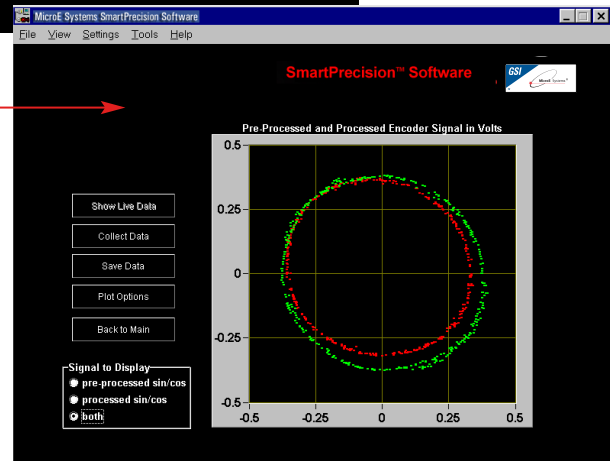 MicroE Systems SmartPrecision Software
File View Settings Tools Help
SmartPrecision™ Software
GSI
MicroE Systems
Pre-Processed and Processed Encoder Signal in Volts
0.5
0.25
0
-0.25
-0.5
-0.5 -0.25 0 0.25 0.5
Show Live Data
Collect Data
Save Data
Plot Options
Back to Main
Signal to Display
pre-processed sin/cos
processed sin/cos
both